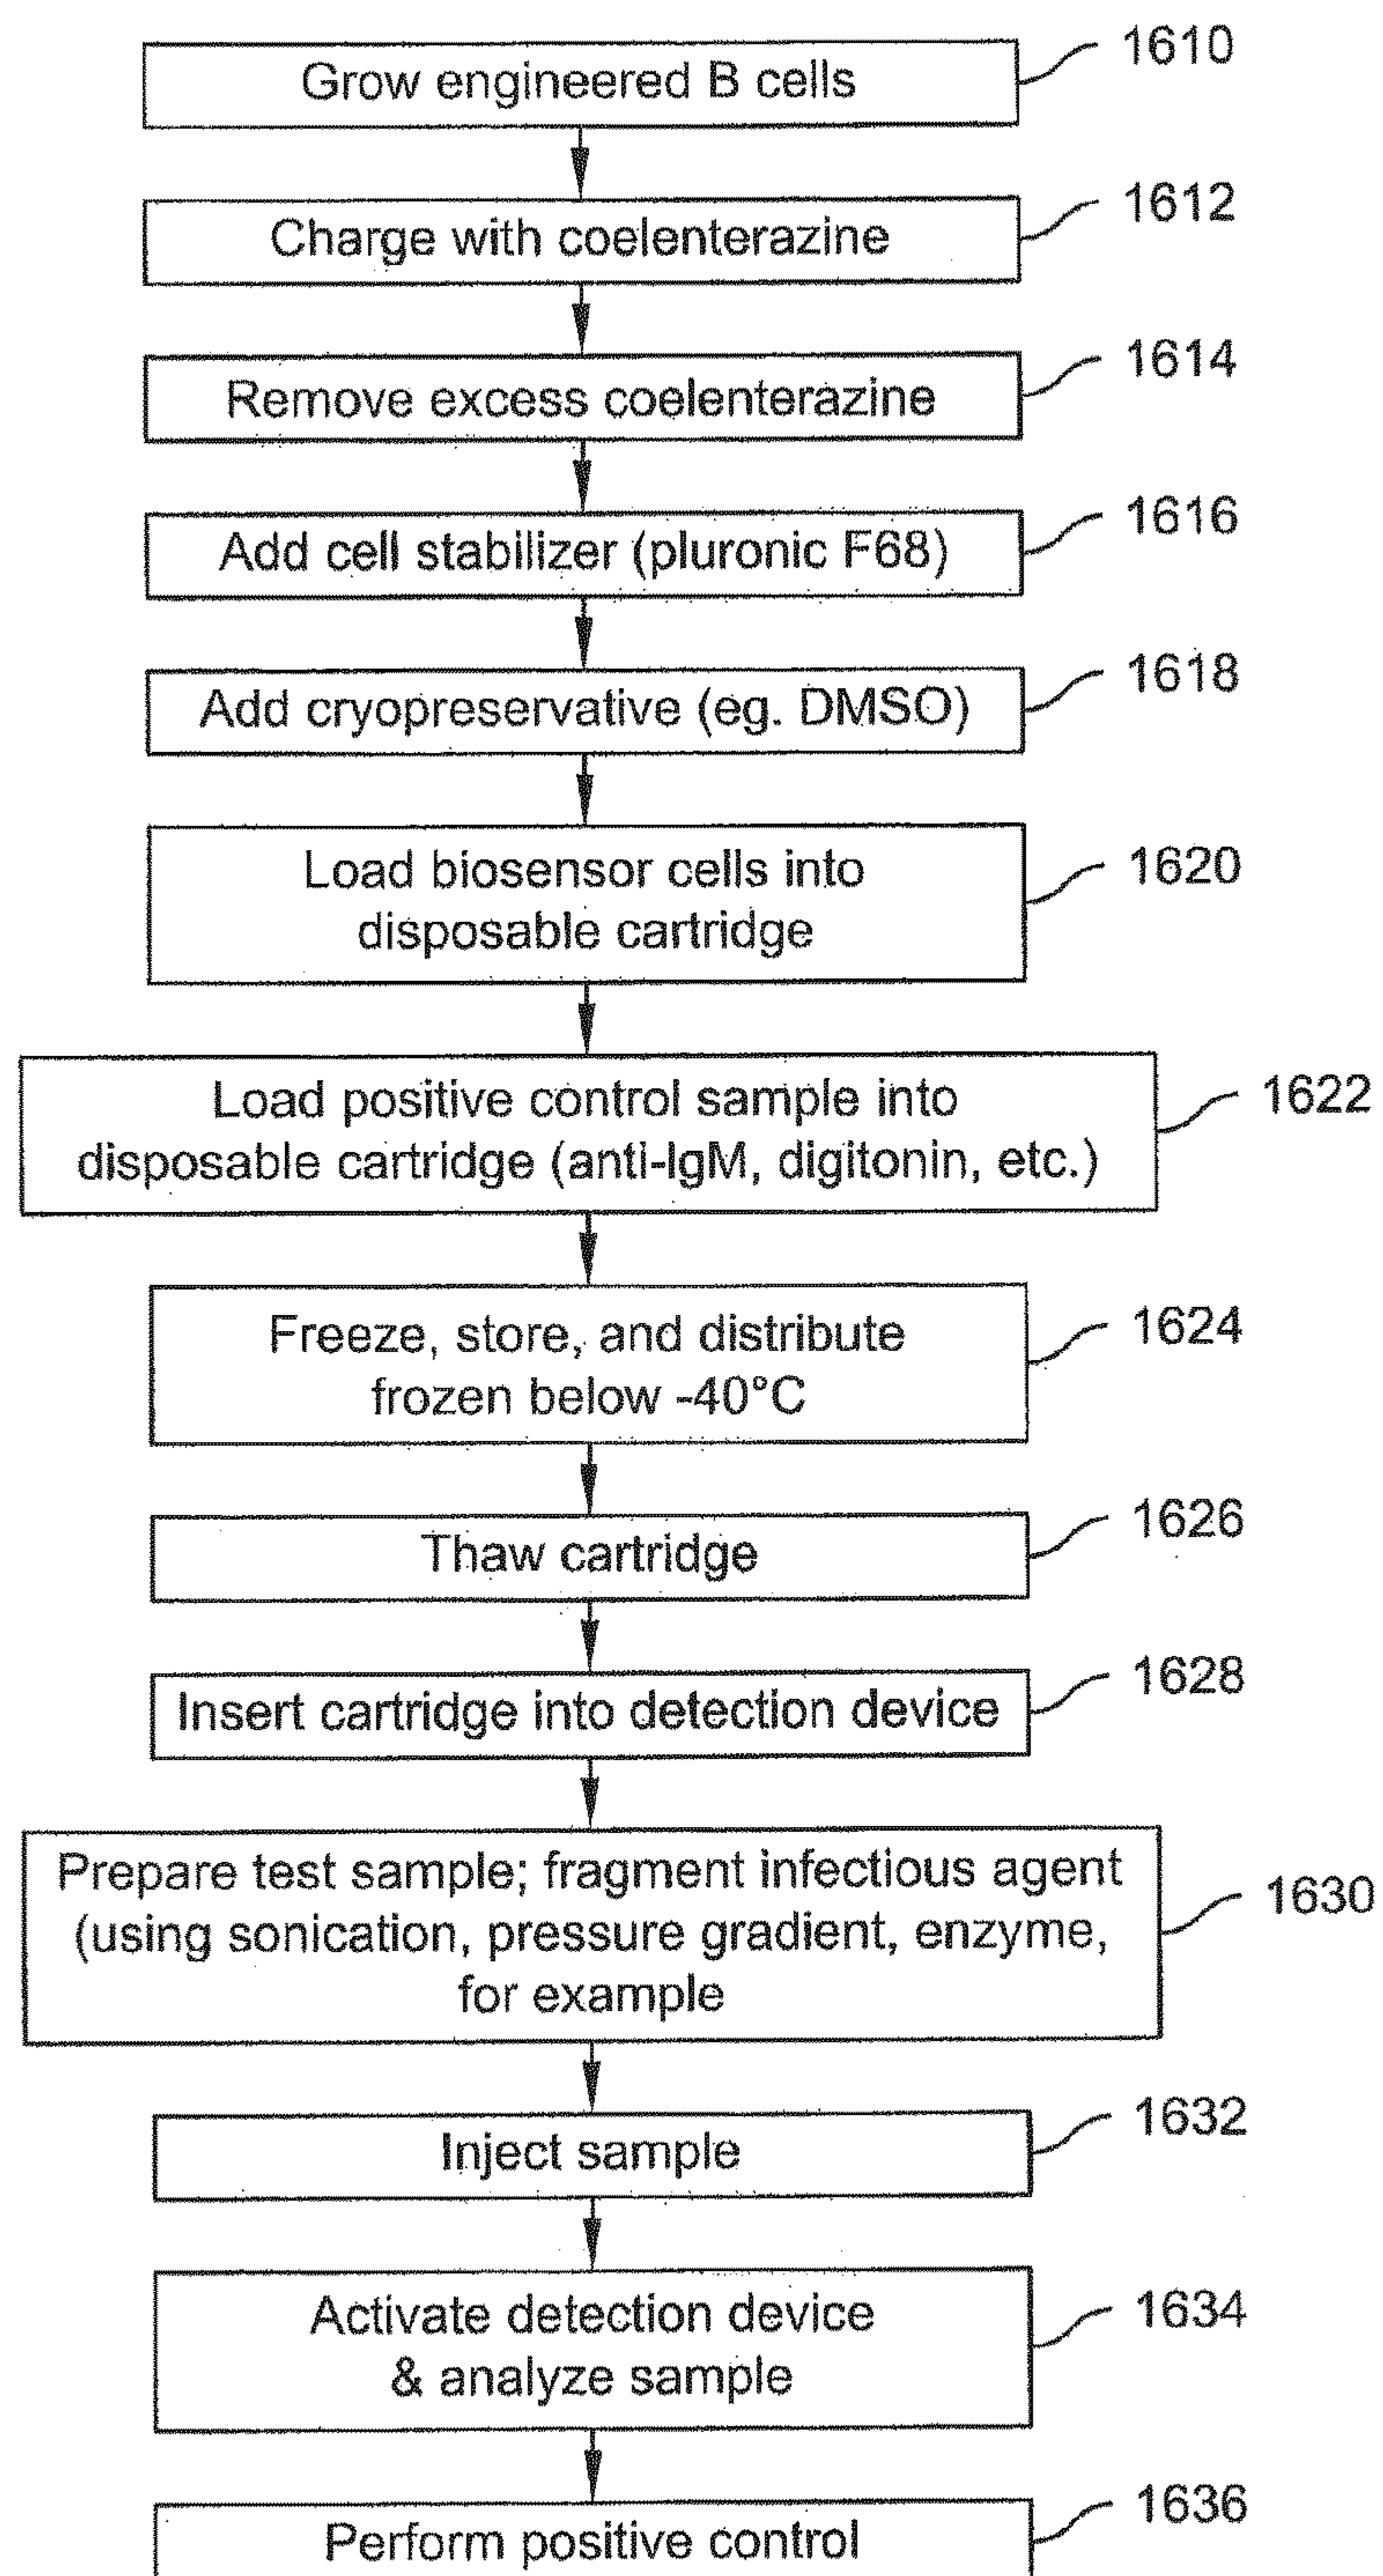 Grow engineered B cells
1610
Charge with coelenterazine
1612
Remove excess coelenterazine
1614
Add cell stabilizer (pluronic F68)
1616
Add cryopreservative (eg. DMSO)
1618
Load biosensor cells into
disposable cartridge
1620
Load positive control sample into
disposable cartridge (anti-IgM, digitonin, etc.)
1622
Freeze, store, and distribute
frozen below -40°C
1624
Thaw cartridge
1626
Insert cartridge into detection device
1628
Prepare test sample; fragment infectious agent
(using sonication, pressure gradient, enzyme,
for example
1630
Inject sample
1632
Activate detection device
& analyze sample
1634
Perform positive control
1636